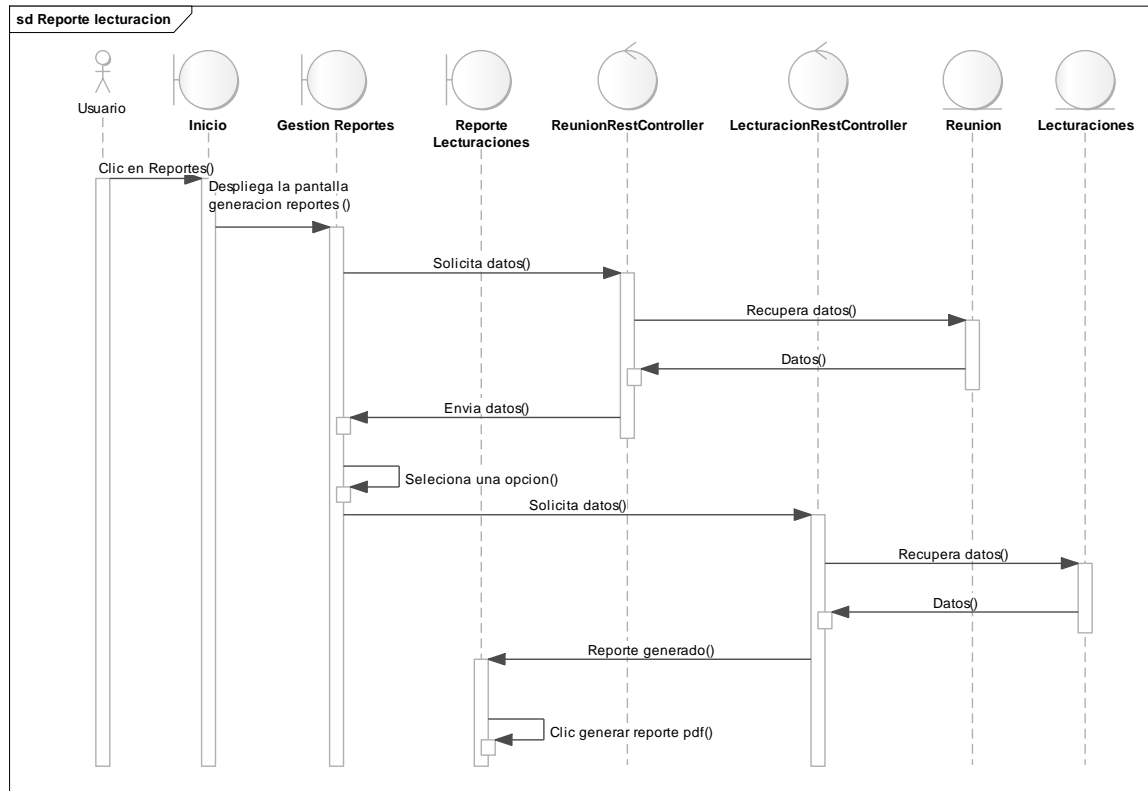 sd Reporte lecturacion
Usuario
Inicio
Gestion Reportes
Reporte
Lecturaciones
ReunionRestController
LecturacionRestController
Reunion
Lecturaciones
Clic en Reportes()
Despliega la pantalla
generacion reportes ()
Solicita datos()
Recupera datos()
Datos()
Envia datos()
Seleciona una opcion()
Solicita datos()
Recupera datos()
Datos()
Reporte generado()
Clic generar reporte pdf()